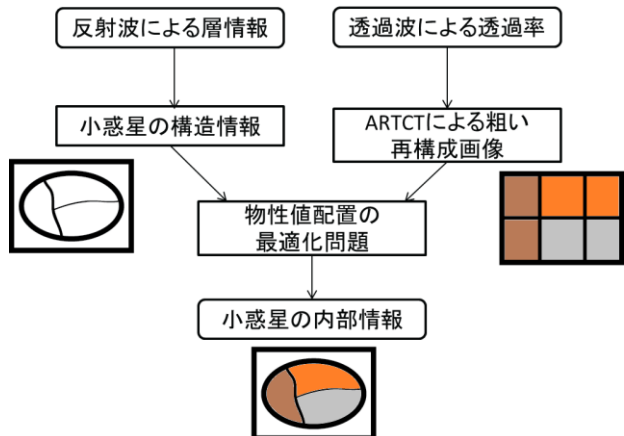 反射波による層情報
透過波による透過率
小惑星の構造情報
ARTCTによる粗い
再構成画像
物性値配置の
最適化問題
小惑星の内部情報